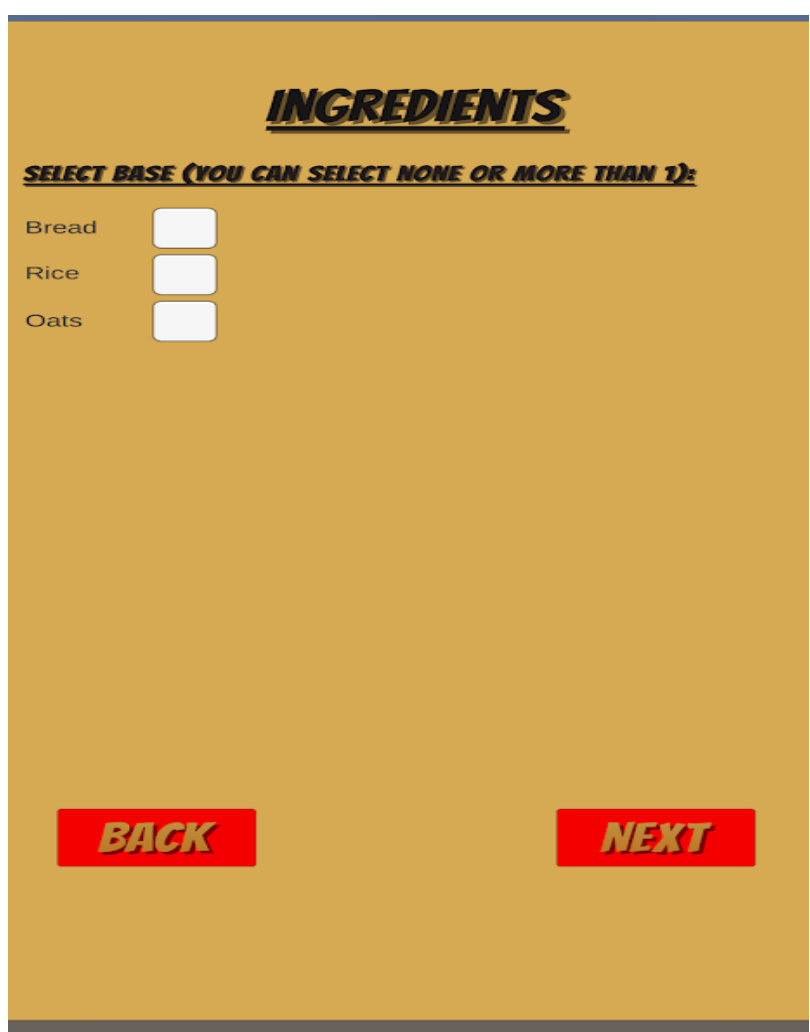 INGREDIENTS
SELECT BASE (YOU CAN SELECT NONE OR MORE THAN 1):
Bread
Rice
Oats
BACK NEXT